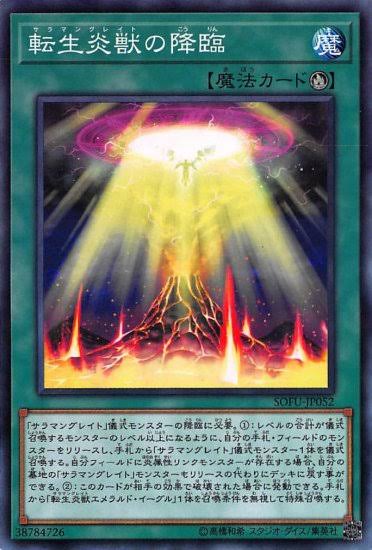 サラマングレイト こうりん
転生炎獣の降臨
魔
【魔法カード】
SOFU-JP052
「サラマングレイト」儀式モンスターの降臨に必要。①：レベルの合計が儀式
召喚するモンスターのレベル以上になるように、自分の手札・フィールドのモン
スターをリリースし、手札から「サラマングレイト」儀式モンスター1体を儀式
召喚する。自分フィールドに炎属性リンクモンスターが存在する場合、自分の
墓地の「サラマングレイト」モンスターもリリースの代わりにデッキに戻す事が
できる。②：このカードが相手の効果で破壊された場合に発動できる。手札
から「転生炎獣エメラルド・イーグル」1体を召喚条件を無視して特殊召喚する。
38784726
©高橋和希 スタジオ・ダイス/集英社